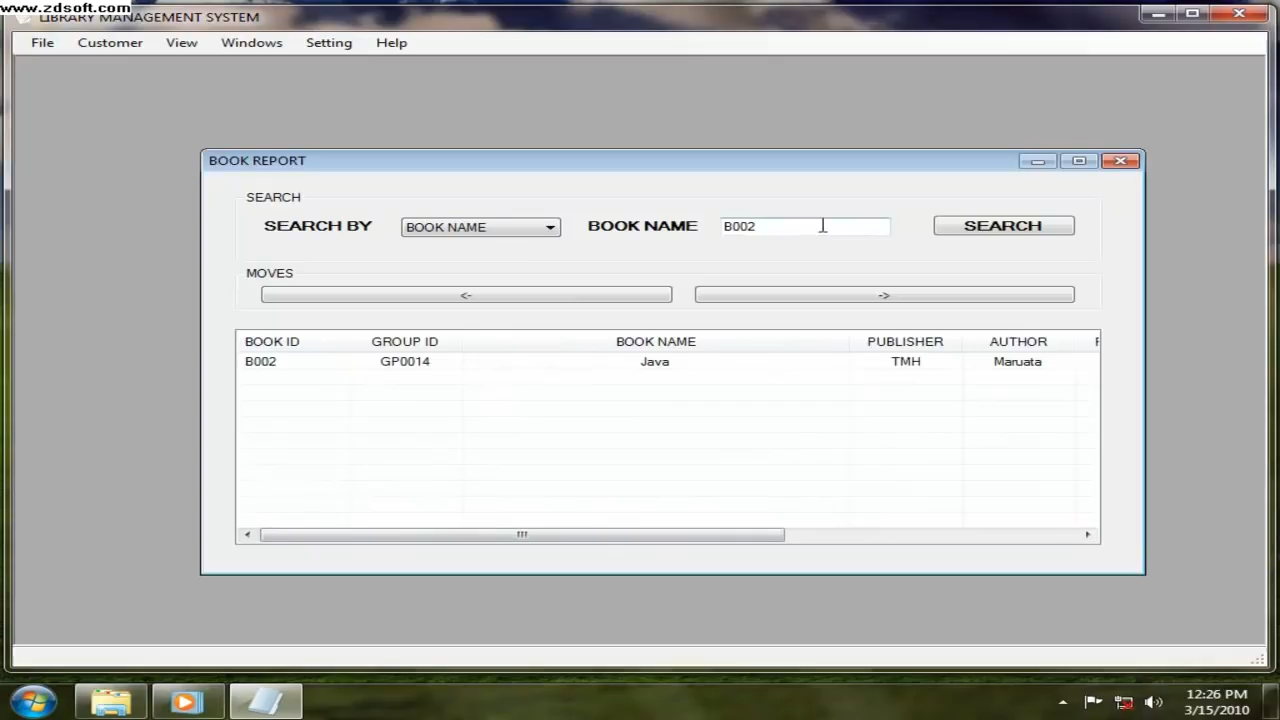 www.zdsoft.com
LIBRARY MANAGEMENT SYSTEM
File Customer View Windows Setting Help
BOOK REPORT
SEARCH
SEARCH BY BOOK NAME BOOK NAME B002 SEARCH
MOVES
<- ->
BOOK ID GROUP ID BOOK NAME PUBLISHER AUTHOR
B002 GP0014 Java TMH Maruata
12:26 PM
3/15/2010